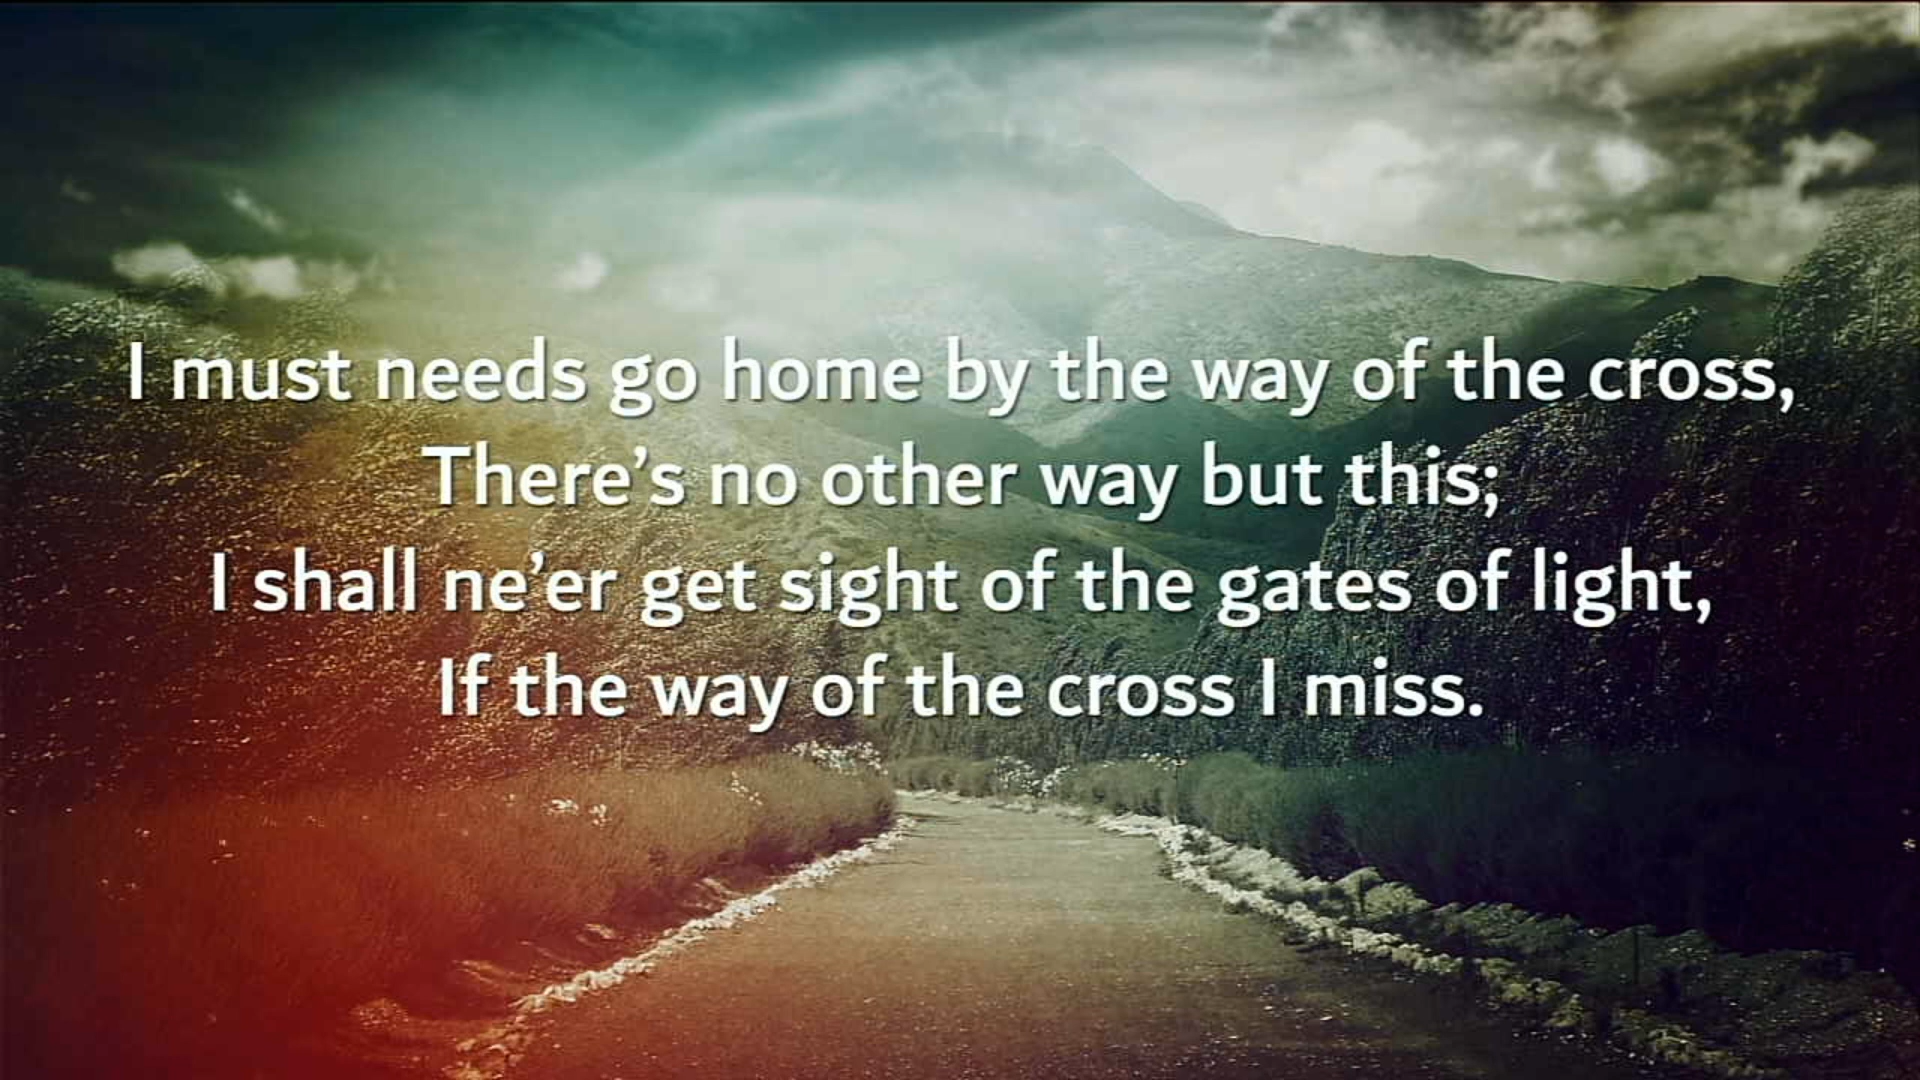 I must needs go home by the way of the cross,
There’s no other way but this;
I shall ne’er get sight of the gates of light,
If the way of the cross I miss.